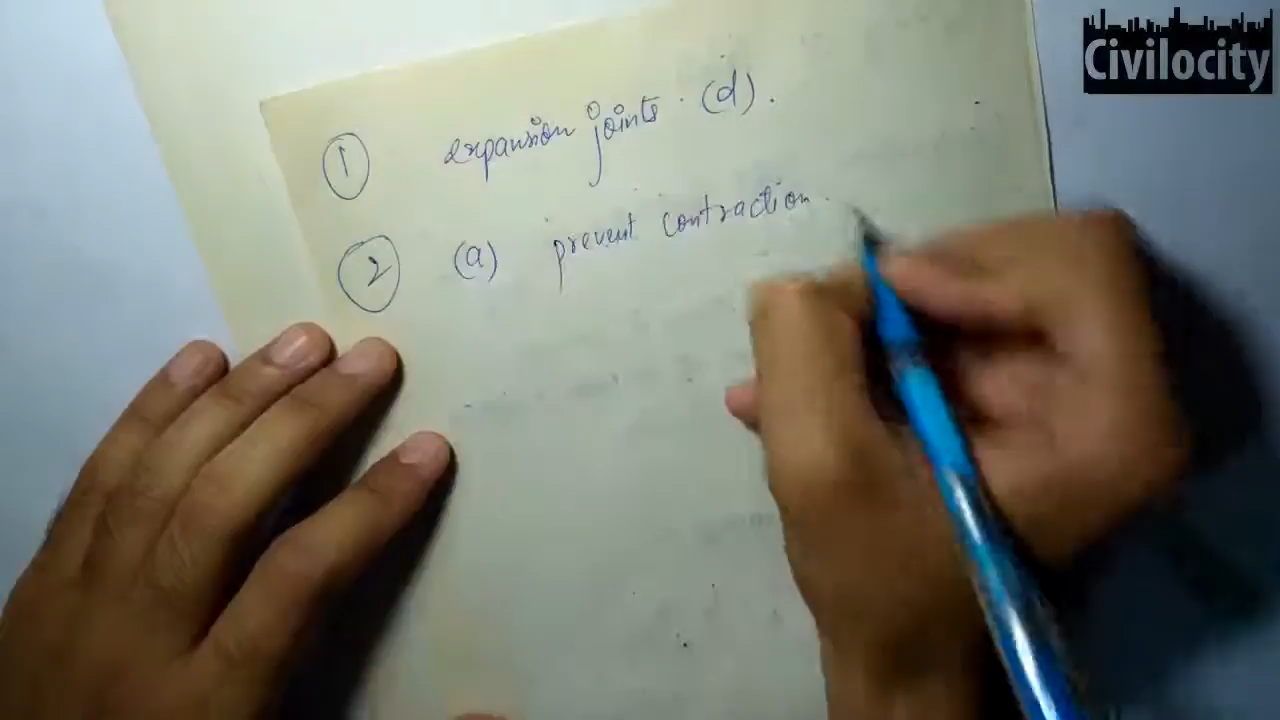 Civilocity
① expansion joints. (d).
② (a) prevent contraction.